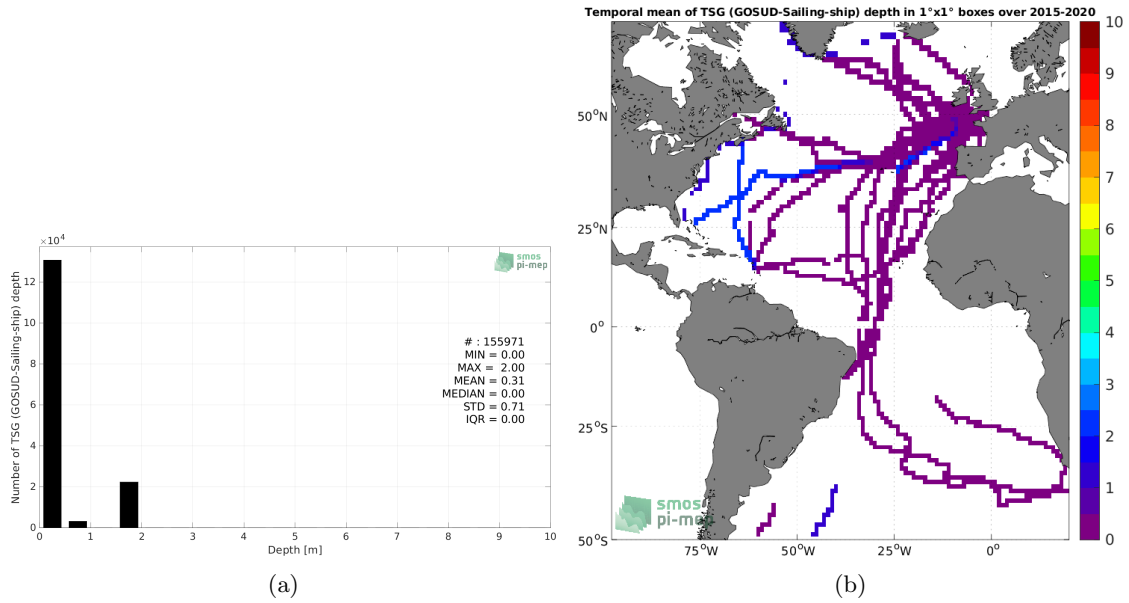 ×10⁴
12
10
8
6
4
2
0
Number of TSG (GOSUD-Sailing-ship) depth
0 1 2 3 4 5 6 7 8 9 10
Depth [m]
smos
pi-mep
# : 155971
MIN = 0.00
MAX = 2.00
MEAN = 0.31
MEDIAN = 0.00
STD = 0.71
IQR = 0.00
(a)
Temporal mean of TSG (GOSUD-Sailing-ship) depth in 1°x1° boxes over 2015-2020
50°N
25°N
0°
25°S
50°S
75°W 50°W 25°W 0°
smos
pi-mep
10
9
8
7
6
5
4
3
2
1
0
(b)